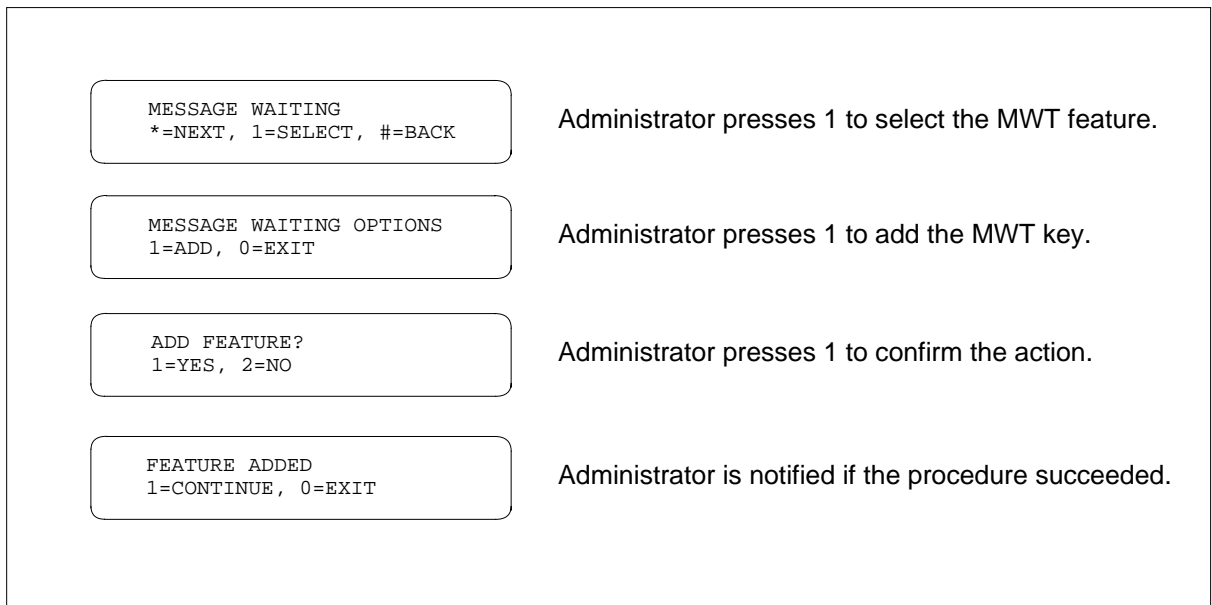 MESSAGE WAITING
*=NEXT, 1=SELECT, #=BACK
Administrator presses 1 to select the MWT feature.
MESSAGE WAITING OPTIONS
1=ADD, 0=EXIT
Administrator presses 1 to add the MWT key.
ADD FEATURE?
1=YES, 2=NO
Administrator presses 1 to confirm the action.
FEATURE ADDED
1=CONTINUE, 0=EXIT
Administrator is notified if the procedure succeeded.